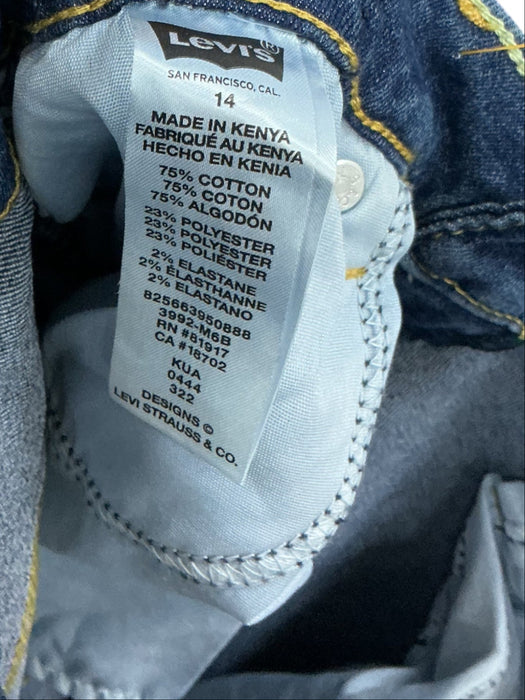 Levi's®
SAN FRANCISCO, CAL.
14
MADE IN KENYA
FABRIQUÉ AU KENYA
HECHO EN KENIA
75% COTTON
75% COTON
75% ALGODÓN
23% POLYESTER
23% POLYESTER
23% POLIÉSTER
2% ELASTANE
2% ÉLASTHANNE
2% ELASTANO
825663950888
3992-M6B
RN #81917
CA #18702
KUA
0444
322
DESIGNS ©
LEVI STRAUSS & CO.